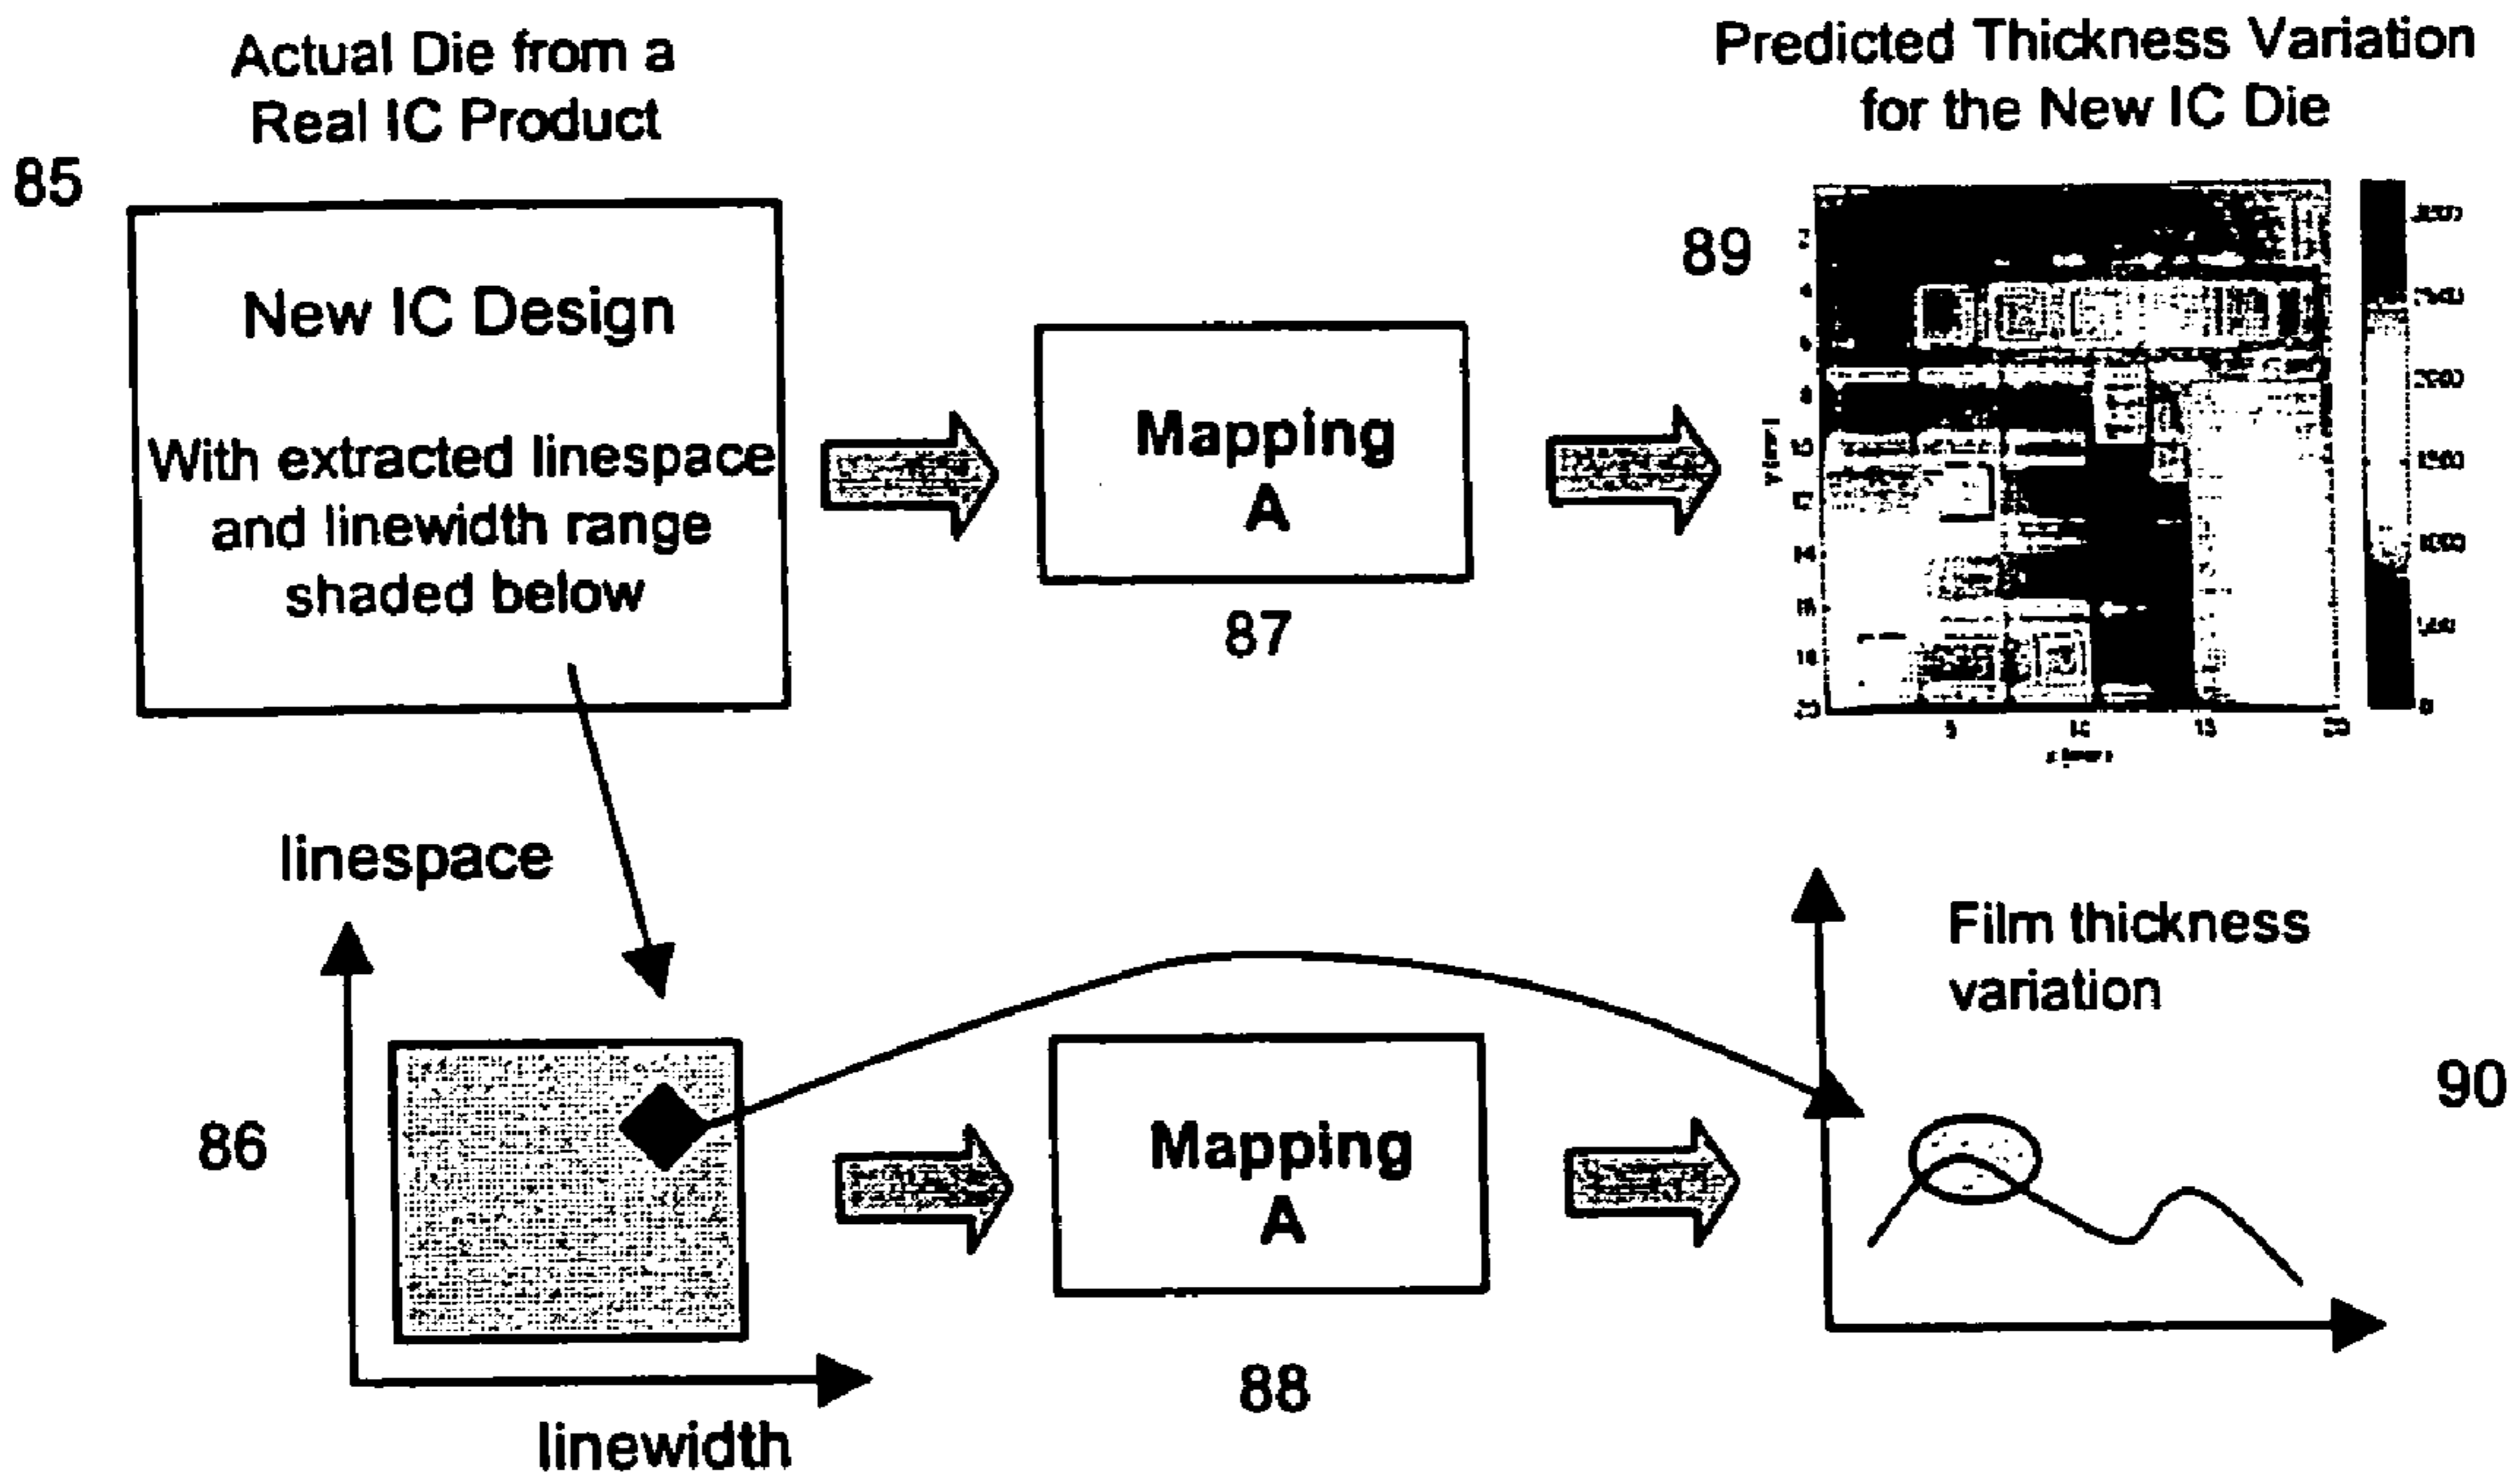 Actual Die from a
Real IC Product
85
New IC Design
With extracted linespace
and linewidth range
shaded below
Mapping
A
87
Predicted Thickness Variation
for the New IC Die
89
5
10
15
20
linespace
86
linewidth
Mapping
A
88
Film thickness
variation
90